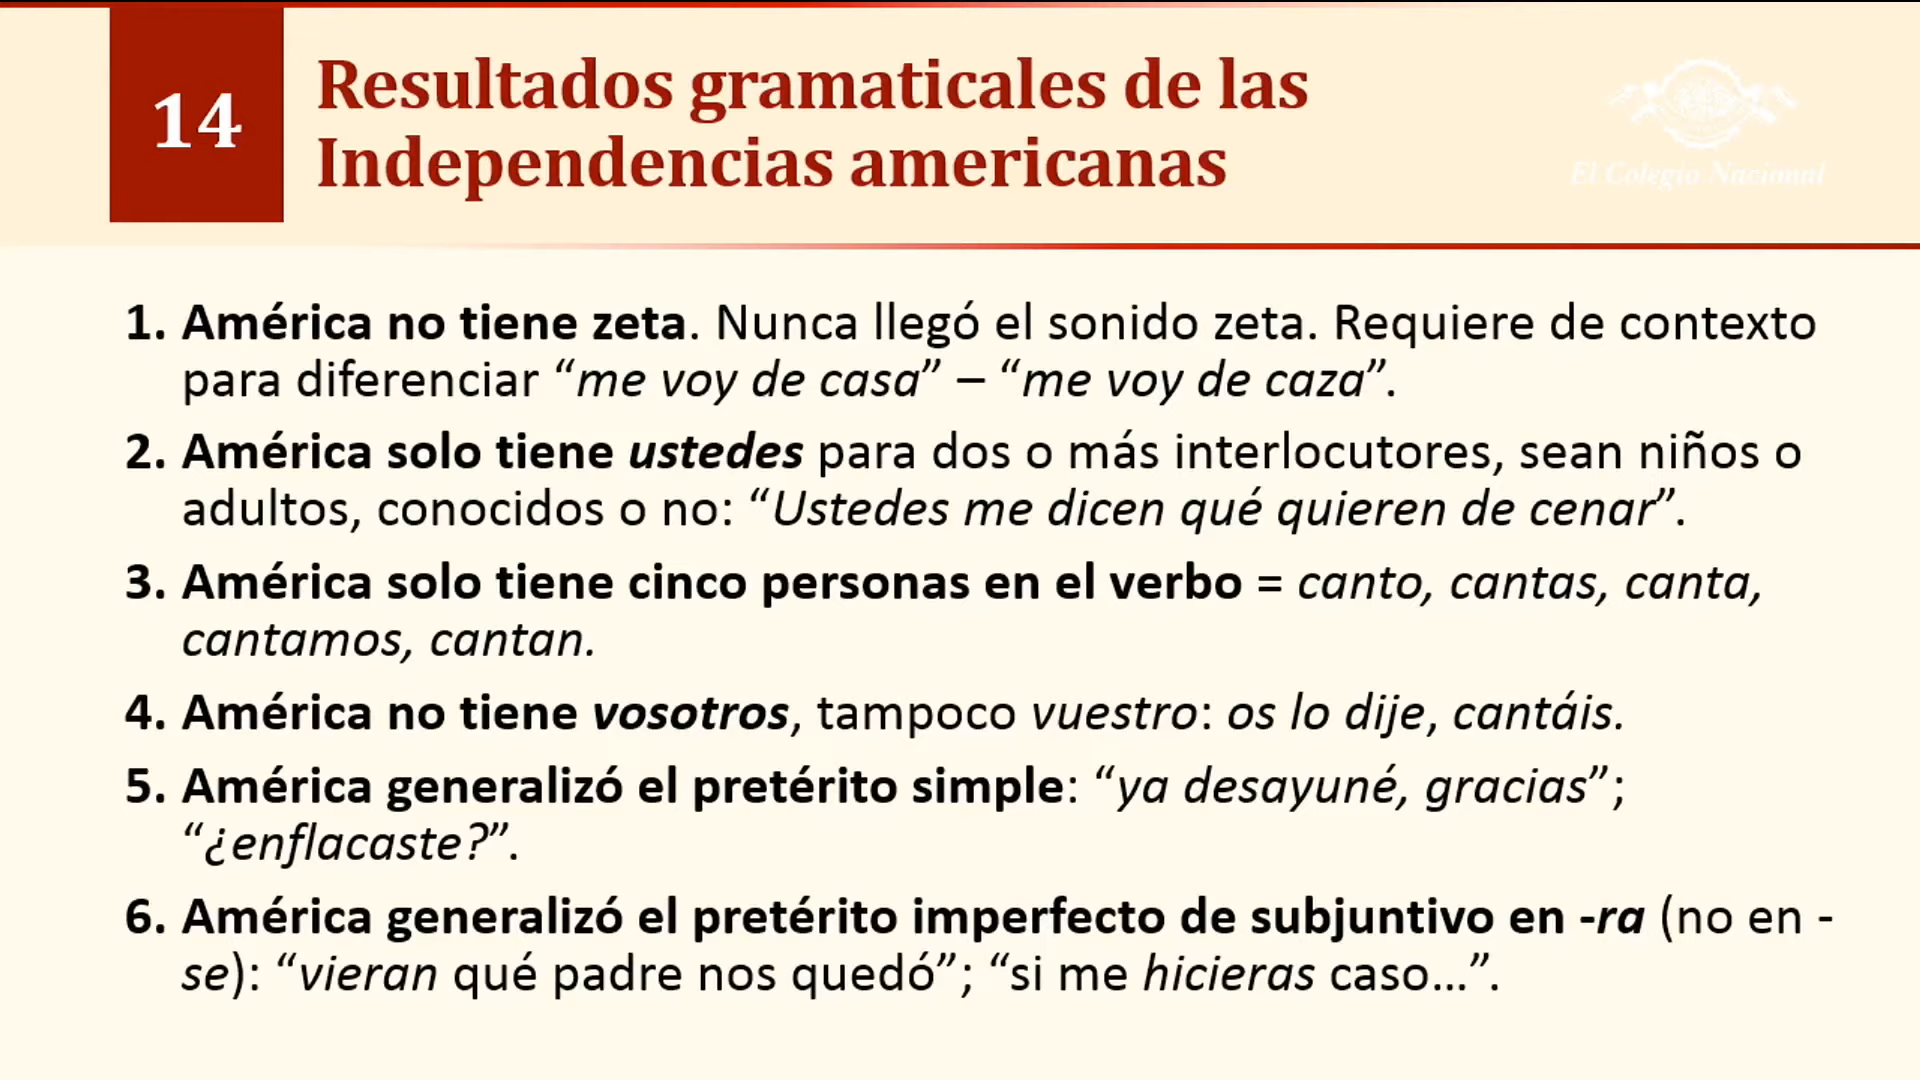 14
Resultados gramaticales de las
Independencias americanas
El Colegio Nacional
1. América no tiene zeta. Nunca llegó el sonido zeta. Requiere de contexto
para diferenciar “me voy de casa” – “me voy de caza”.
2. América solo tiene ustedes para dos o más interlocutores, sean niños o
adultos, conocidos o no: “Ustedes me dicen qué quieren de cenar”.
3. América solo tiene cinco personas en el verbo = canto, cantas, canta,
cantamos, cantan.
4. América no tiene vosotros, tampoco vuestro: os lo dije, cantáis.
5. América generalizó el pretérito simple: “ya desayuné, gracias”;
“¿enflacaste?”.
6. América generalizó el pretérito imperfecto de subjuntivo en -ra (no en -
se): “vieran qué padre nos quedó”; “si me hicieras caso...”.